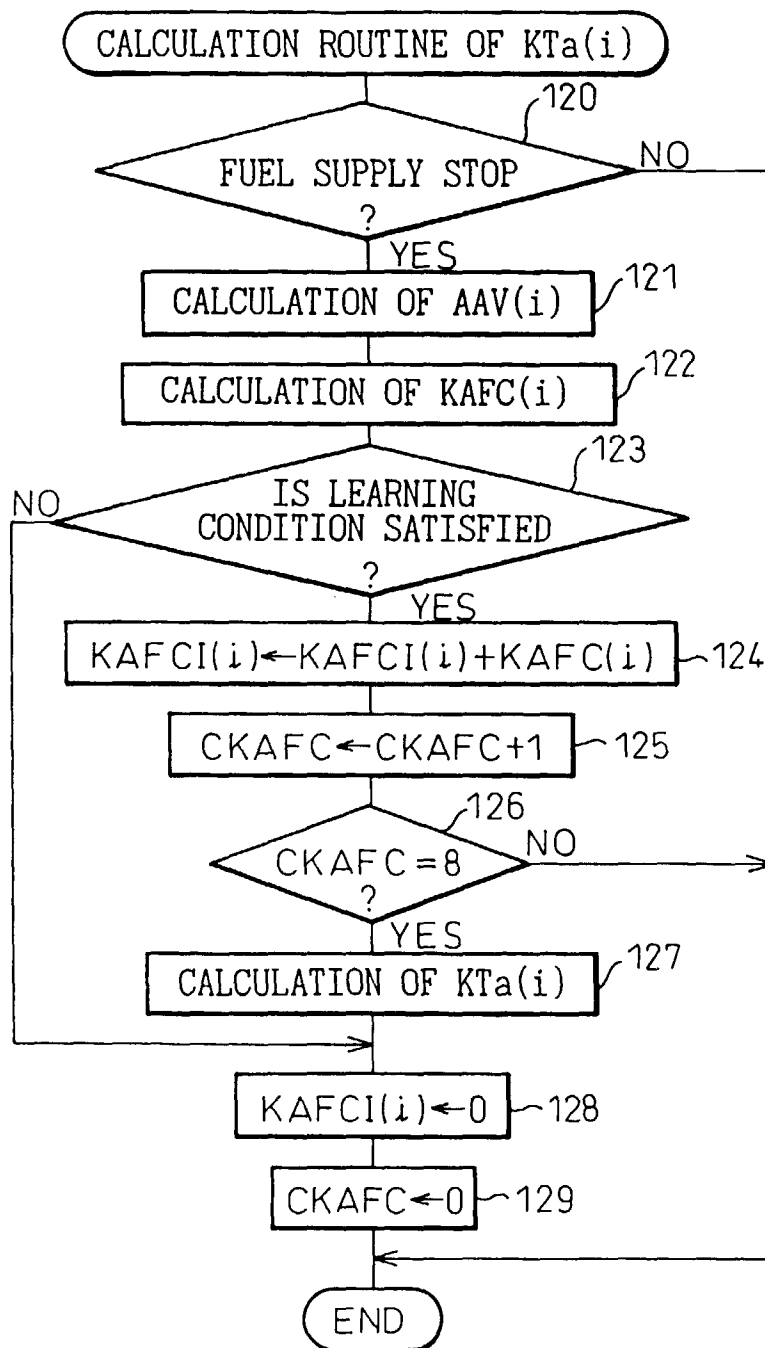 CALCULATION ROUTINE OF KTa(i)
120
FUEL SUPPLY STOP
?
NO
YES
CALCULATION OF AAV(i)
121
CALCULATION OF KAFC(i)
122
123
IS LEARNING
CONDITION SATISFIED
?
NO
YES
KAFCI(i)←KAFCI(i)+KAFC(i)
124
CKAFC←CKAFC+1
125
126
CKAFC=8
?
NO
YES
CALCULATION OF KTa(i)
127
KAFCI(i)←0
128
CKAFC←0
129
END